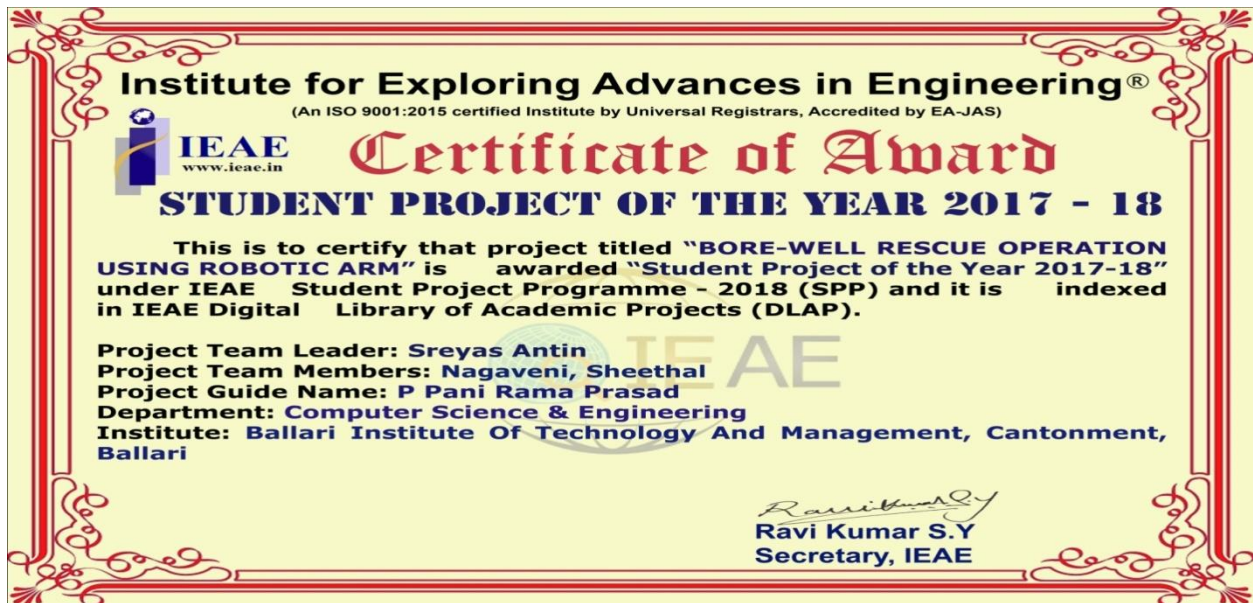 Institute for Exploring Advances in Engineering®
(An ISO 9001:2015 certified Institute by Universal Registrars, Accredited by EA-JAS)
IEAE
www.ieae.in
Certificate of Award
STUDENT PROJECT OF THE YEAR 2017 - 18
This is to certify that project titled “BORE-WELL RESCUE OPERATION
USING ROBOTIC ARM” is awarded “Student Project of the Year 2017-18”
under IEAE Student Project Programme - 2018 (SPP) and it is indexed
in IEAE Digital Library of Academic Projects (DLAP).
IEAE
Project Team Leader: Sreyas Antin
Project Team Members: Nagaveni, Sheethal
Project Guide Name: P Pani Rama Prasad
Department: Computer Science & Engineering
Institute: Ballari Institute Of Technology And Management, Cantonment,
Ballari
Ravikumar S.Y
Ravi Kumar S.Y
Secretary, IEAE